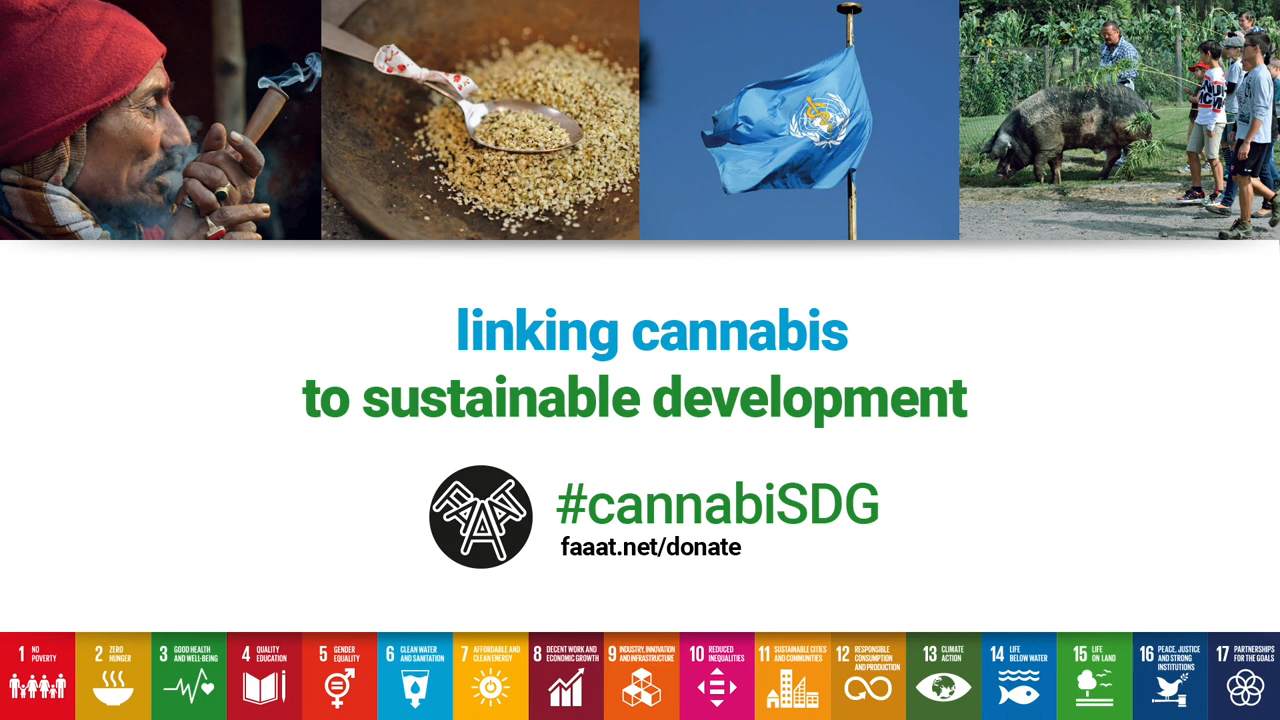 linking cannabis
to sustainable development
FAAAT
#cannabiSDG
faaat.net/donate
1 NO
POVERTY
2 ZERO
HUNGER
3 GOOD HEALTH
AND WELL-BEING
4 QUALITY
EDUCATION
5 GENDER
EQUALITY
6 CLEAN WATER
AND SANITATION
7 AFFORDABLE AND
CLEAN ENERGY
8 DECENT WORK AND
ECONOMIC GROWTH
9 INDUSTRY, INNOVATION
AND INFRASTRUCTURE
10 REDUCED
INEQUALITIES
11 SUSTAINABLE CITIES
AND COMMUNITIES
12 RESPONSIBLE
CONSUMPTION
AND PRODUCTION
13 CLIMATE
ACTION
14 LIFE
BELOW WATER
15 LIFE
ON LAND
16 PEACE, JUSTICE
AND STRONG
INSTITUTIONS
17 PARTNERSHIPS
FOR THE GOALS